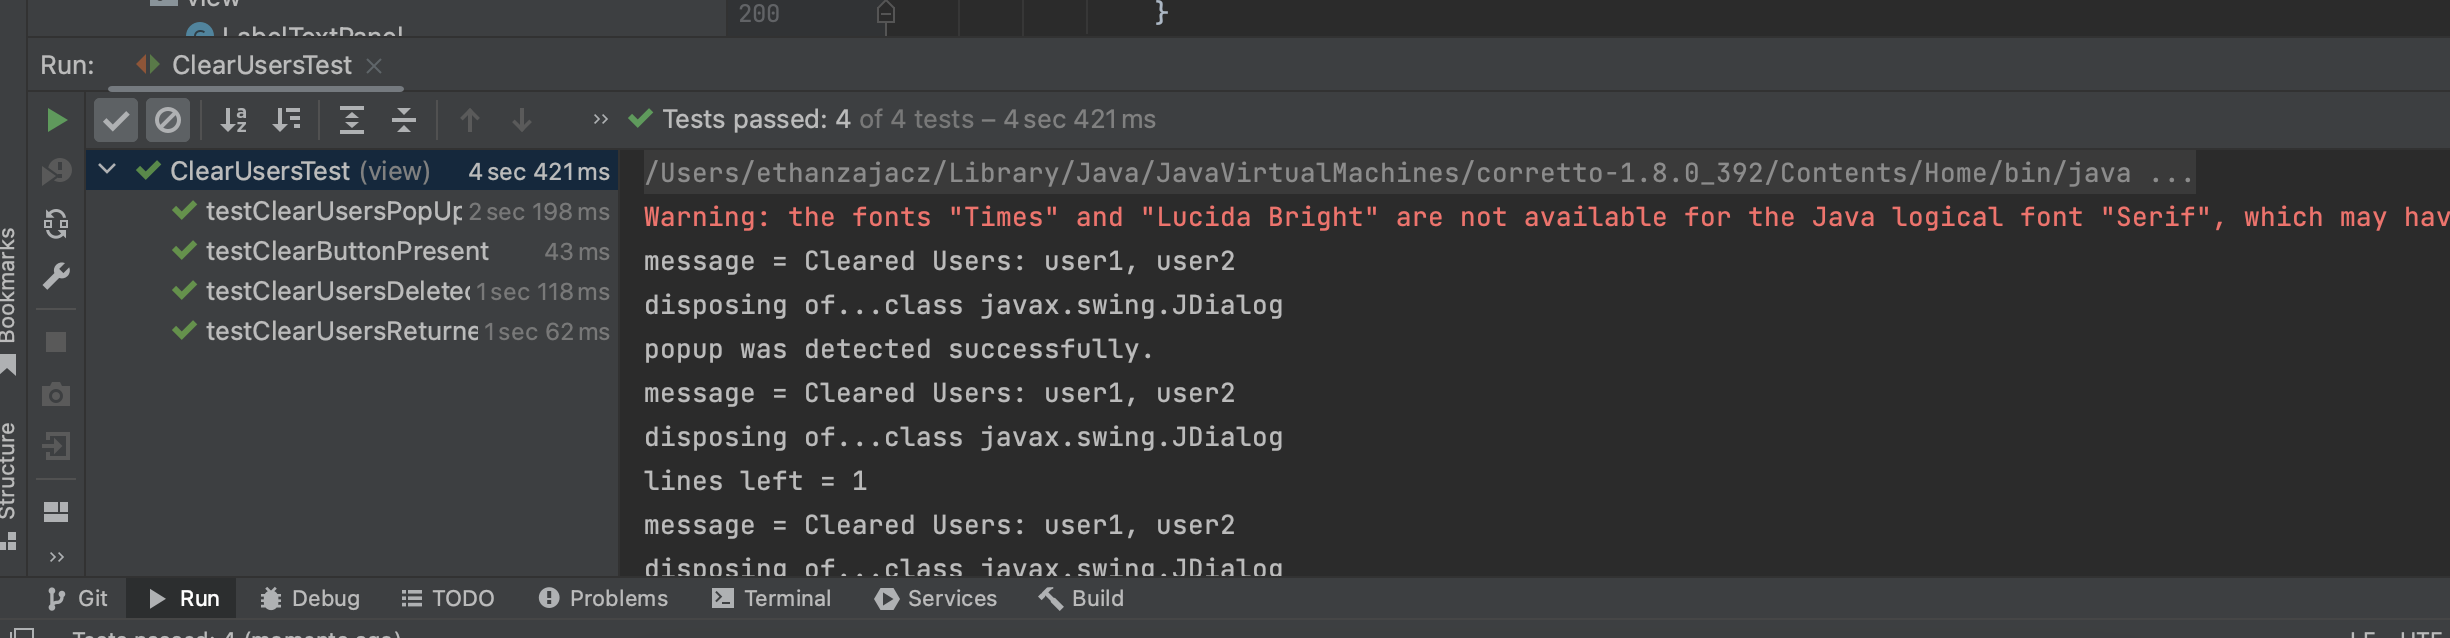 view
LabelTextPanel
200
}
Run: ClearUsersTest
Tests passed: 4 of 4 tests – 4 sec 421 ms
ClearUsersTest (view) 4 sec 421 ms
testClearUsersPopUp 2 sec 198 ms
testClearButtonPresent 43 ms
testClearUsersDeleted 1 sec 118 ms
testClearUsersReturne 1 sec 62 ms
/Users/ethanzajacz/Library/Java/JavaVirtualMachines/corretto-1.8.0_392/Contents/Home/bin/java ...
Warning: the fonts "Times" and "Lucida Bright" are not available for the Java logical font "Serif", which may hav
message = Cleared Users: user1, user2
disposing of...class javax.swing.JDialog
popup was detected successfully.
message = Cleared Users: user1, user2
disposing of...class javax.swing.JDialog
lines left = 1
message = Cleared Users: user1, user2
disposing of...class javax.swing.JDialog
Bookmarks
Structure
Git Run Debug TODO Problems Terminal Services Build
Tests passed: 4 (moments ago)
LF UTF